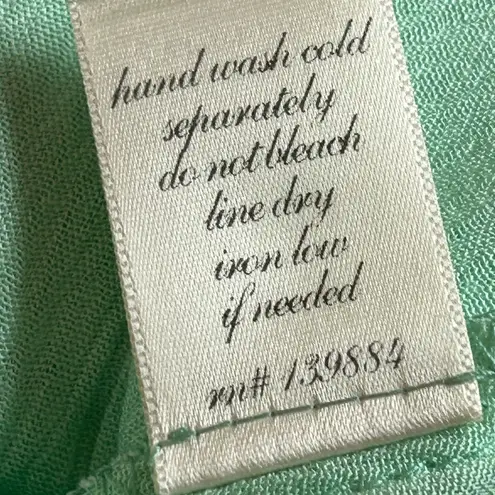 hand wash cold
separately
do not bleach
line dry
iron low
if needed
rn# 139884